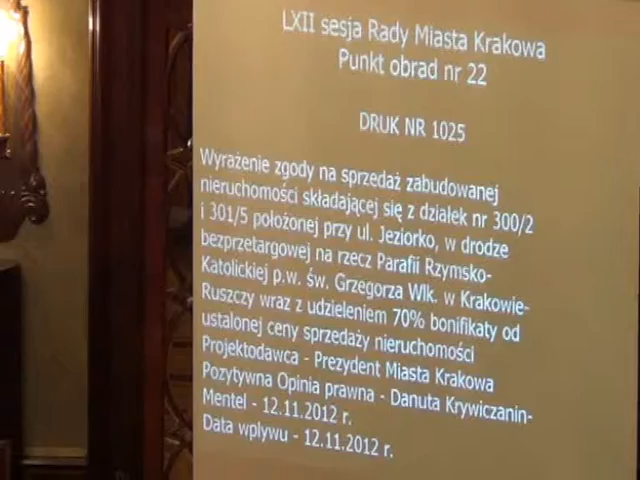 LXII sesja Rady Miasta Krakowa
Punkt obrad nr 22
DRUK NR 1025
Wyrażenie zgody na sprzedaż zabudowanej
nieruchomości składającej się z działek nr 300/2
i 301/5 położonej przy ul. Jeziorko, w drodze
bezprzetargowej na rzecz Parafii Rzymsko-
Katolickiej p.w. św. Grzegorza Wlk. w Krakowie-
Ruszczy wraz z udzieleniem 70% bonifikaty od
ustalonej ceny sprzedaży nieruchomości
Projektodawca - Prezydent Miasta Krakowa
Pozytywna Opinia prawna - Danuta Krywiczanin-
Mentel - 12.11.2012 r.
Data wpływu - 12.11.2012 r.